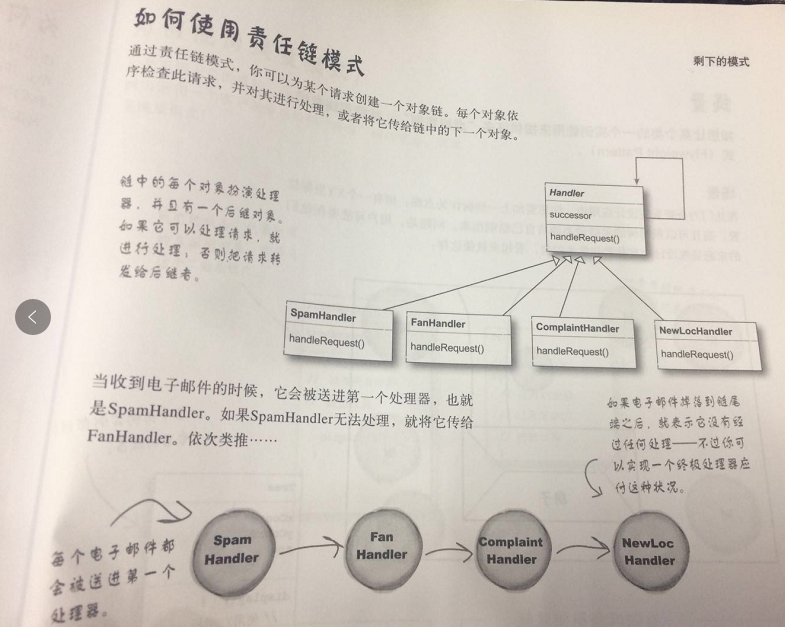 如何使用责任链模式
剩下的模式
通过责任链模式，你可以为某个请求创建一个对象链。每个对象依
序检查此请求，并对其进行处理，或者将它传给链中的下一个对象。
链中的每个对象扮演处理
器，并且有一个后继对象。
如果它可以处理请求，就
进行处理；否则把请求转
发给后继者。
Handler
successor
handleRequest()
SpamHandler
handleRequest()
FanHandler
handleRequest()
ComplaintHandler
handleRequest()
NewLocHandler
handleRequest()
当收到电子邮件的时候，它会被送进第一个处理器，也就
是SpamHandler。如果SpamHandler无法处理，就将它传给
FanHandler。依次类推……
如果电子邮件掉落到链尾
端之后，就表示它没有经
过任何处理——不过你可
以实现一个终极处理器应
付这种状况。
每个电子邮件都
会被送进第一个
处理器。
Spam
Handler
Fan
Handler
Complaint
Handler
NewLoc
Handler